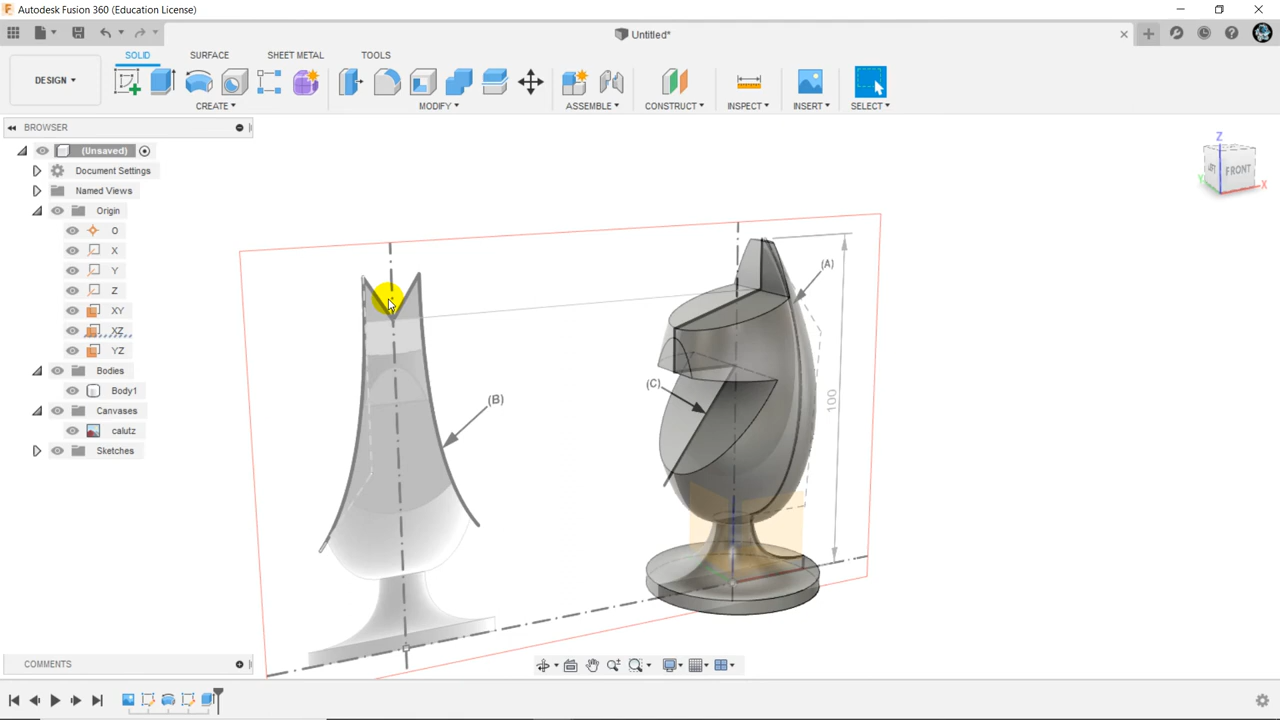 Autodesk Fusion 360 (Education License)
Untitled*
DESIGN
SOLID
SURFACE
SHEET METAL
TOOLS
CREATE
MODIFY
ASSEMBLE
CONSTRUCT
INSPECT
INSERT
SELECT
BROWSER
(Unsaved)
Document Settings
Named Views
Origin
O
X
Y
Z
XY
XZ
YZ
Bodies
Body1
Canvases
calutz
Sketches
(A)
(B)
(C)
100
Z
Y
X
LEFT
FRONT
COMMENTS